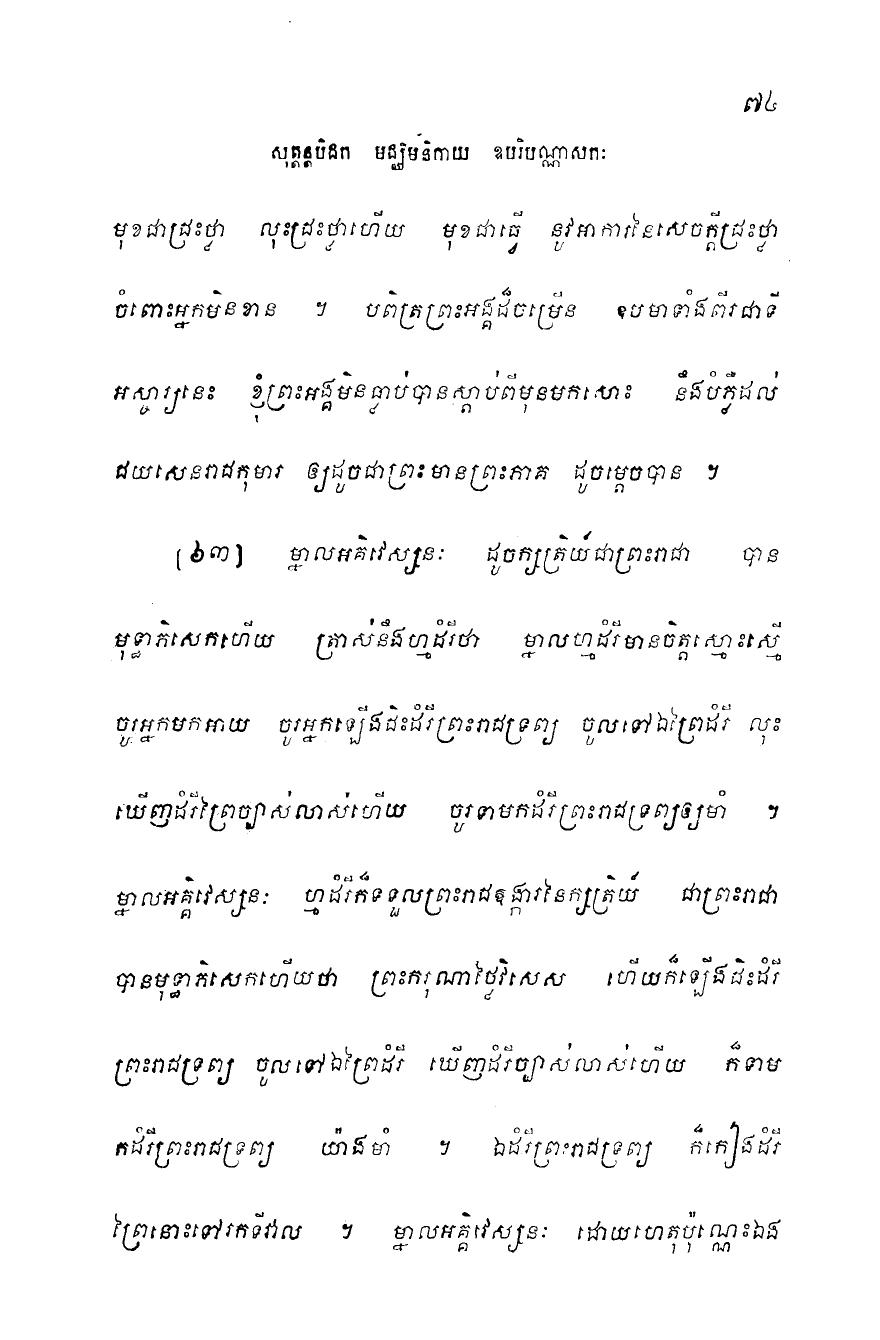 ៧៤
សុត្តន្តបិដក មជ្ឈិមនិកាយ ឧបរិបណ្ណាសកៈ
មុខជាជ្រះថ្លា លុះជ្រះថ្លាហើយ មុខជាធ្វើ នូវអាការនៃសេចក្តីជ្រះថ្លា
ចំពោះអ្នកមិនខាន ។ បពិត្រព្រះអង្គដ៏ចម្រើន ឧបមាទាំងពីរជាទី
អស្ចារ្យនេះ ខ្ញុំព្រះអង្គមិនធ្លាប់បានស្តាប់ពីមុនមកសោះ នឹងបំភ្លឺដល់
ជយសេនរាជកុមារ ឲ្យដូចជាព្រះមានព្រះភាគ ដូចម្តេចបាន ។
[៦៣] ម្នាលអគ្គិវេស្សនៈ ដូចក្សត្រិយ៍ជាព្រះរាជា បាន
មុទ្ធាភិសេកហើយ ត្រាស់នឹងហ្មដំរីថា ម្នាលហ្មដំរីមានចិត្តស្មោះស្មើ
ចូរអ្នកមកអាយ ចូរអ្នកឡើងជិះដំរីព្រះរាជទ្រព្យ ចូលទៅឯព្រៃដំរី លុះ
ឃើញដំរីព្រៃច្បាស់លាស់ហើយ ចូរទាមកដំរីព្រះរាជទ្រព្យឲ្យមាំ ។
ម្នាលអគ្គិវេស្សនៈ ហ្មដំរីក៏ទទួលព្រះរាជឱង្ការនៃក្សត្រិយ៍ ជាព្រះរាជា
បានមុទ្ធាភិសេកហើយថា ព្រះករុណាថ្លៃវិសេស ហើយក៏ឡើងជិះដំរី
ព្រះរាជទ្រព្យ ចូលទៅឯព្រៃដំរី ឃើញដំរីច្បាស់លាស់ហើយ ក៏ទាម
កដំរីព្រះរាជទ្រព្យ យ៉ាងមាំ ។ ឯដំរីព្រះរាជទ្រព្យ ក៏កៀងដំរី
ព្រៃនោះទៅរកទីវាល ។ ម្នាលអគ្គិវេស្សនៈ ដោយហេតុប៉ុណ្ណេះឯង